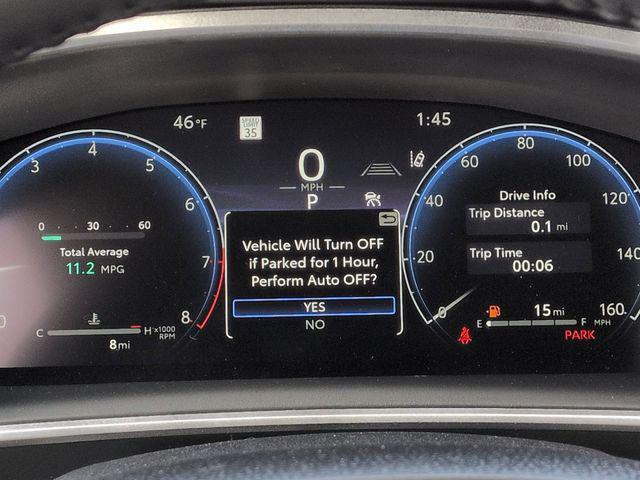 46°F
SPEED LIMIT 35
1:45
0
MPH
P
3
4
5
6
7
8
x1000 RPM
0 30 60
Total Average
11.2 MPG
C H
8 mi
Vehicle Will Turn OFF
if Parked for 1 Hour,
Perform Auto OFF?
YES
NO
0
20
40
60
80
100
120
140
160
MPH
Drive Info
Trip Distance
0.1 mi
Trip Time
00:06
15 mi
E F
PARK